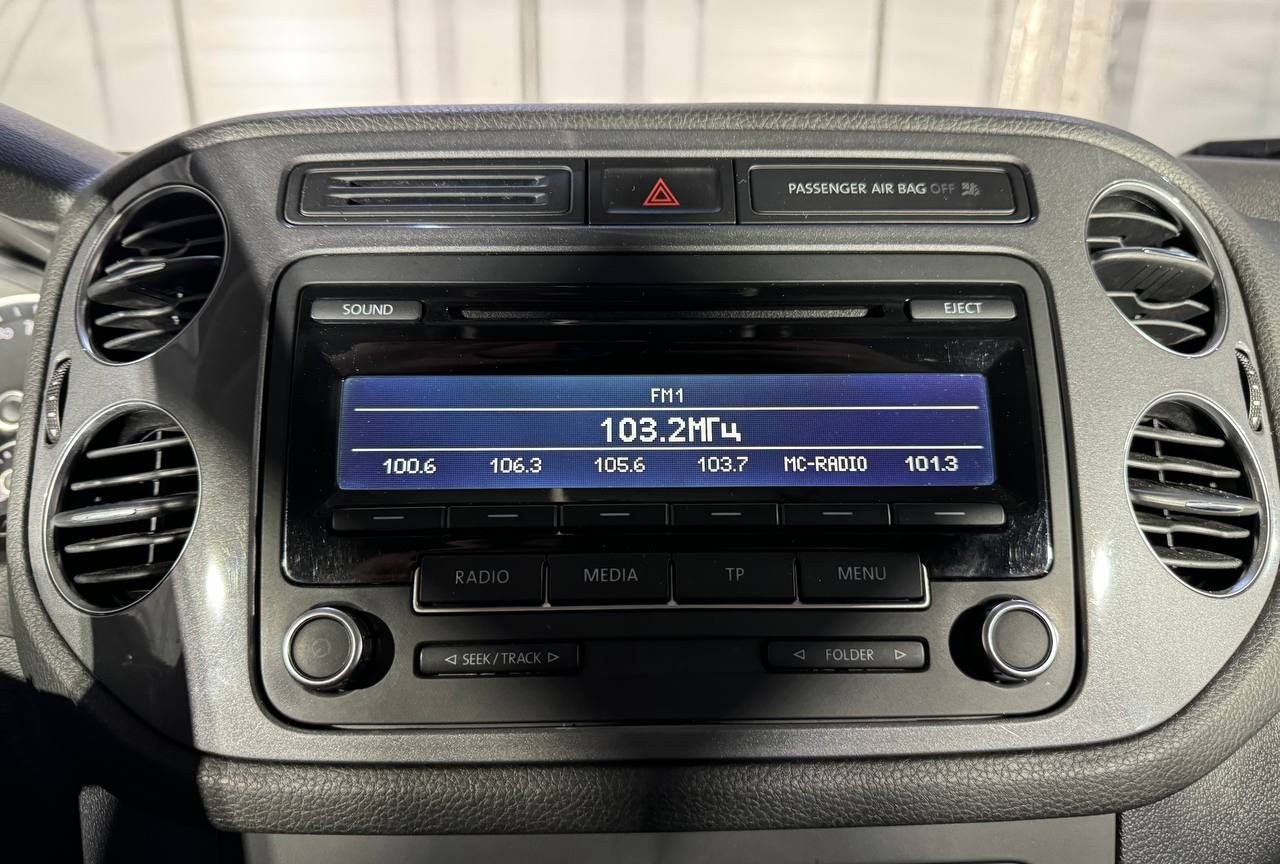 PASSENGER AIR BAG OFF
SOUND
EJECT
FM1
103.2МГц
100.6 106.3 105.6 103.7 MC-RADIO 101.3
RADIO MEDIA TP MENU
SEEK/TRACK
FOLDER